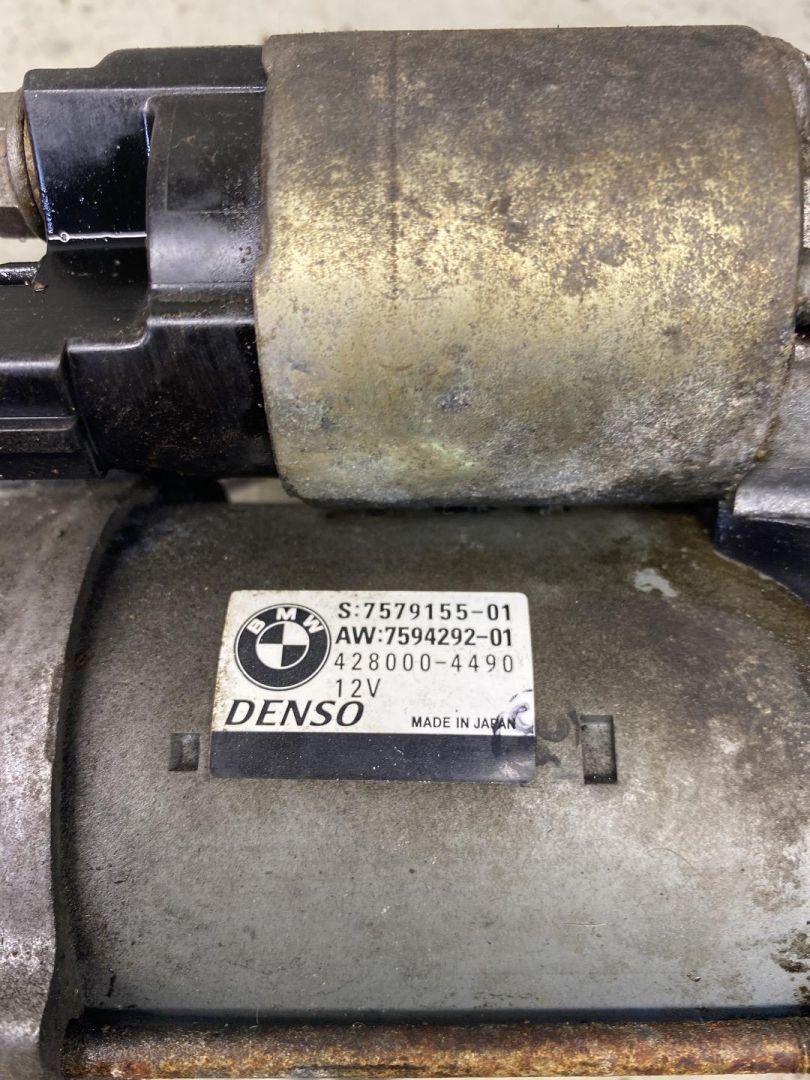 BMW
S:7579155-01
AW:7594292-01
428000-4490
12V
DENSO
MADE IN JAPAN